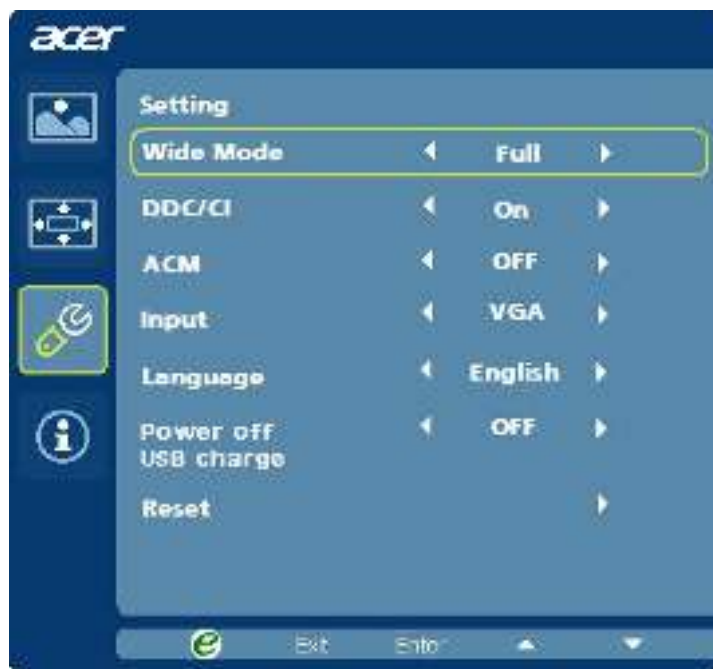 acer
Setting
Wide Mode Full
DDC/CI On
ACM OFF
Input VGA
Language English
Power off OFF
USB charge
Reset
e Exit Enter